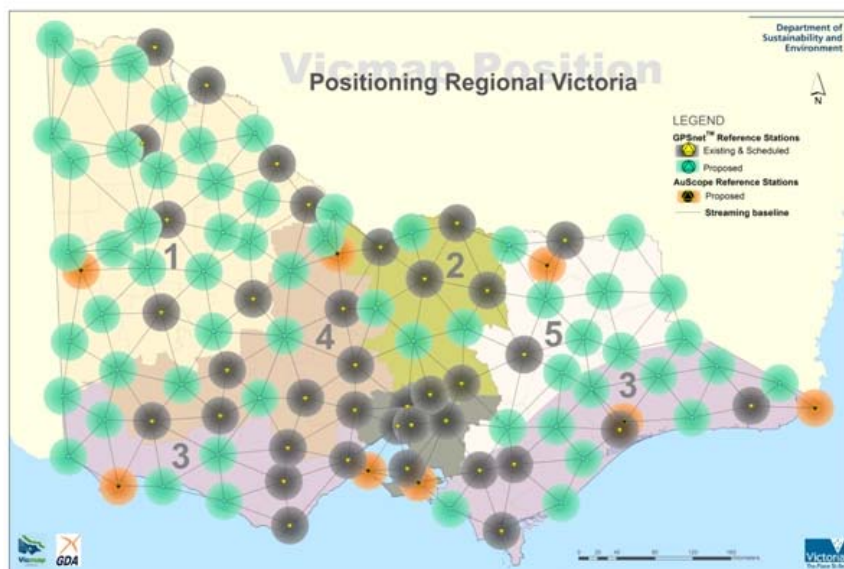 Department of
Sustainability and
Environment
Vicmap Position
Positioning Regional Victoria
N
LEGEND
GPSnet™ Reference Stations
Existing & Scheduled
Proposed
AuScope Reference Stations
Proposed
Streaming baseline
1
2
4
5
3
3
Vicmap
GDA
Victoria